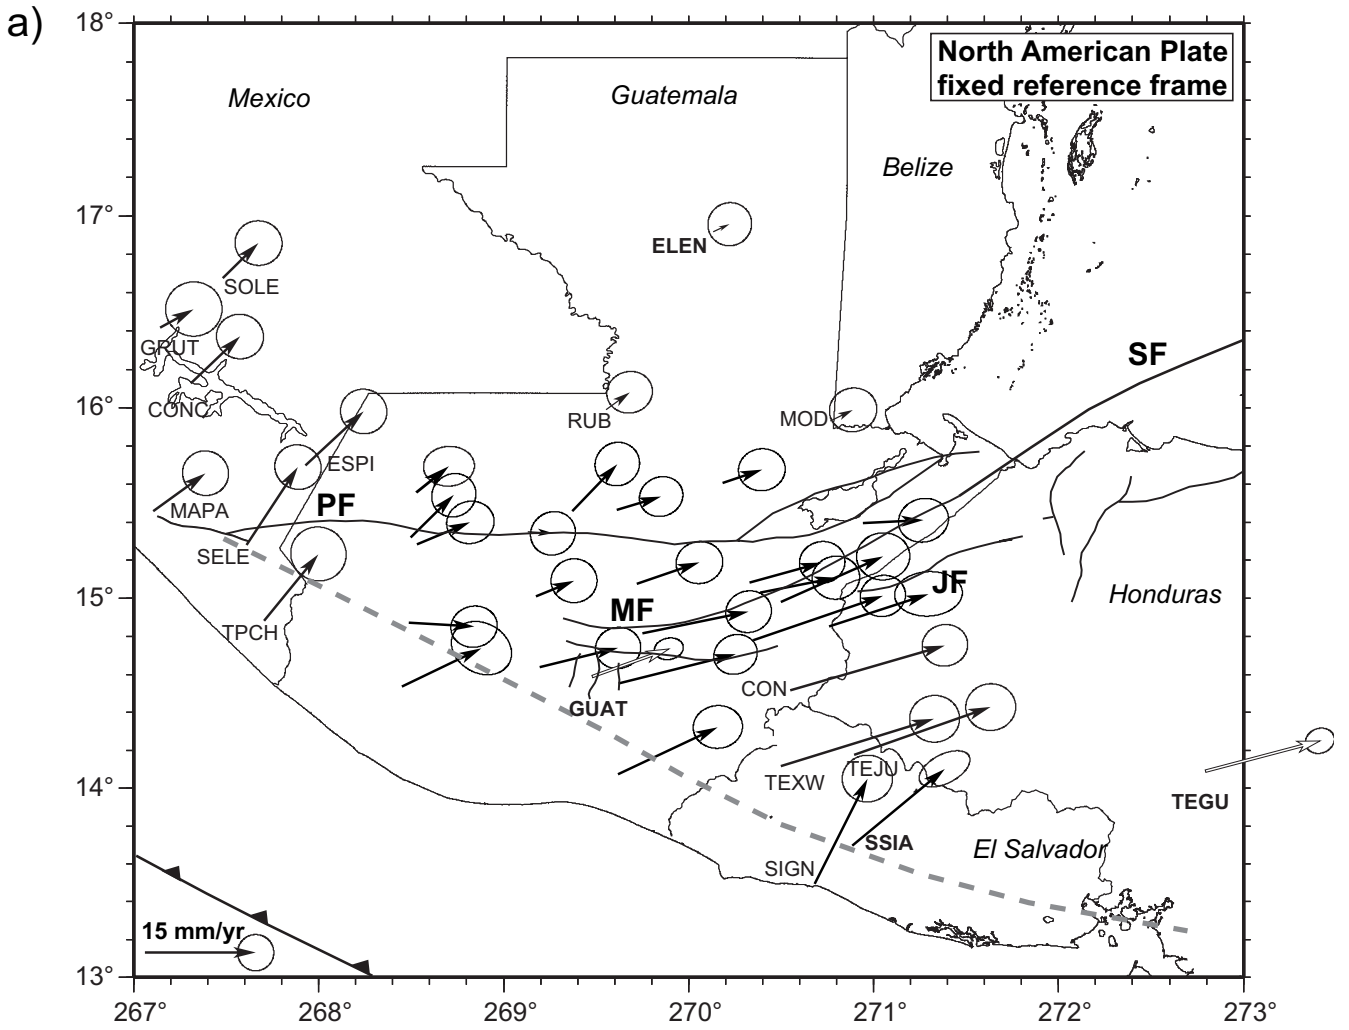 a)
18°
North American Plate
fixed reference frame
Mexico
Guatemala
Belize
17°
ELEN
SOLE
GRUT
SF
16°
CONC
RUB
MOD
ESPI
PF
MAPA
SELE
15°
MF
JF
Honduras
TPCH
CON
GUAT
14°
TEXW
TEJU
TEGU
SSIA
El Salvador
SIGN
15 mm/yr
13°
267°
268°
269°
270°
271°
272°
273°